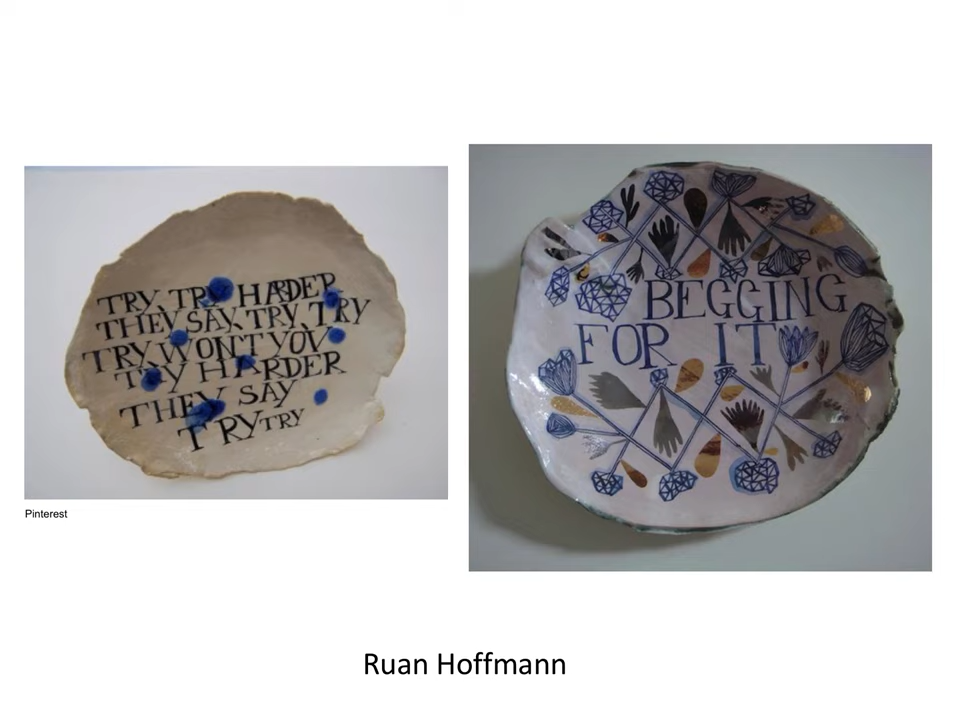 TRY, TRY HARDER
THEY SAY, TRY TRY
TRY WON'T YOU
TRY HARDER
THEY SAY
TRY TRY
BEGGING
FOR IT
Pinterest
Ruan Hoffmann